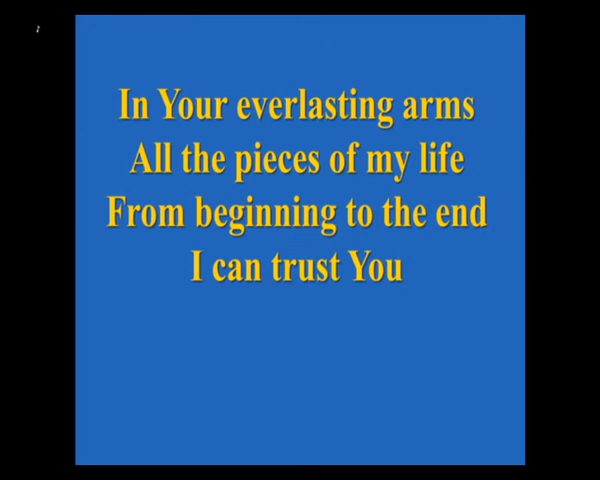 In Your everlasting arms
All the pieces of my life
From beginning to the end
I can trust You